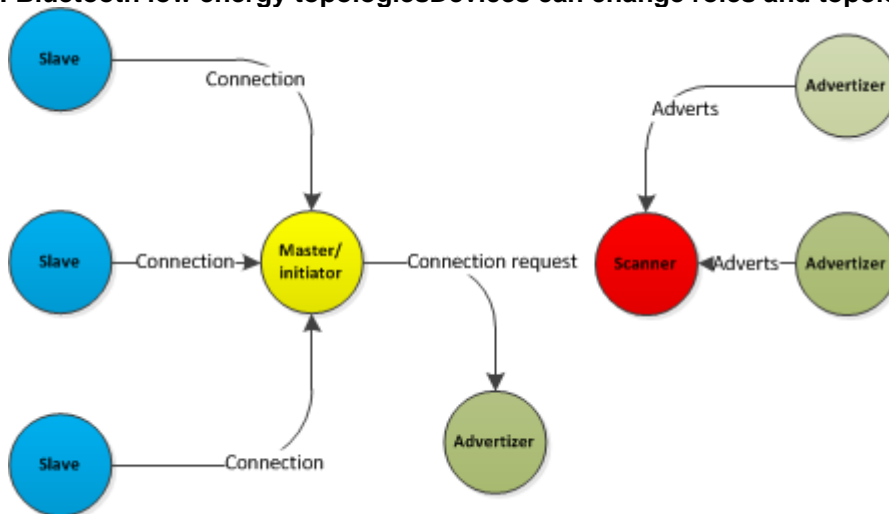 Bluetooth low energy topologiesDevices can change roles and topolo
Slave
Connection
Advertizer
Adverts
Slave
Connection
Master/
initiator
Connection request
Scanner
Adverts
Advertizer
Advertizer
Slave
Connection